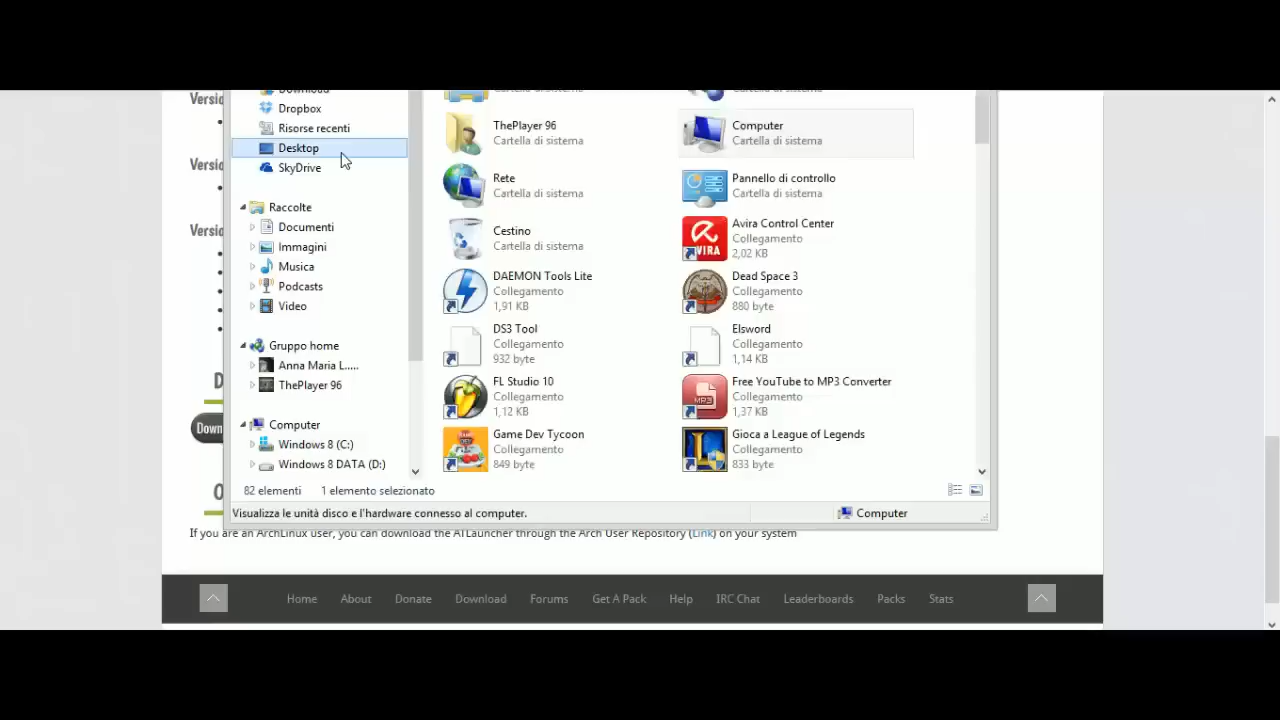 Versio
Versio
Versio
D
Down
O
Download
Dropbox
Risorse recenti
Desktop
SkyDrive
Raccolte
Documenti
Immagini
Musica
Podcasts
Video
Gruppo home
Anna Maria L.....
ThePlayer 96
Computer
Windows 8 (C:)
Windows 8 DATA (D:)
Cartella di sistema
Cartella di sistema
ThePlayer 96
Cartella di sistema
Computer
Cartella di sistema
Rete
Cartella di sistema
Pannello di controllo
Cartella di sistema
Cestino
Cartella di sistema
Avira Control Center
Collegamento
2,02 KB
AVIRA
DAEMON Tools Lite
Collegamento
1,91 KB
Dead Space 3
Collegamento
880 byte
DS3 Tool
Collegamento
932 byte
Elsword
Collegamento
1,14 KB
FL Studio 10
Collegamento
1,12 KB
Free YouTube to MP3 Converter
Collegamento
1,37 KB
MP3
Game Dev Tycoon
Collegamento
849 byte
Gioca a League of Legends
Collegamento
833 byte
82 elementi 1 elemento selezionato
Visualizza le unità disco e l'hardware connesso al computer. Computer
If you are an ArchLinux user, you can download the ATLauncher through the Arch User Repository (Link) on your system
Home About Donate Download Forums Get A Pack Help IRC Chat Leaderboards Packs Stats